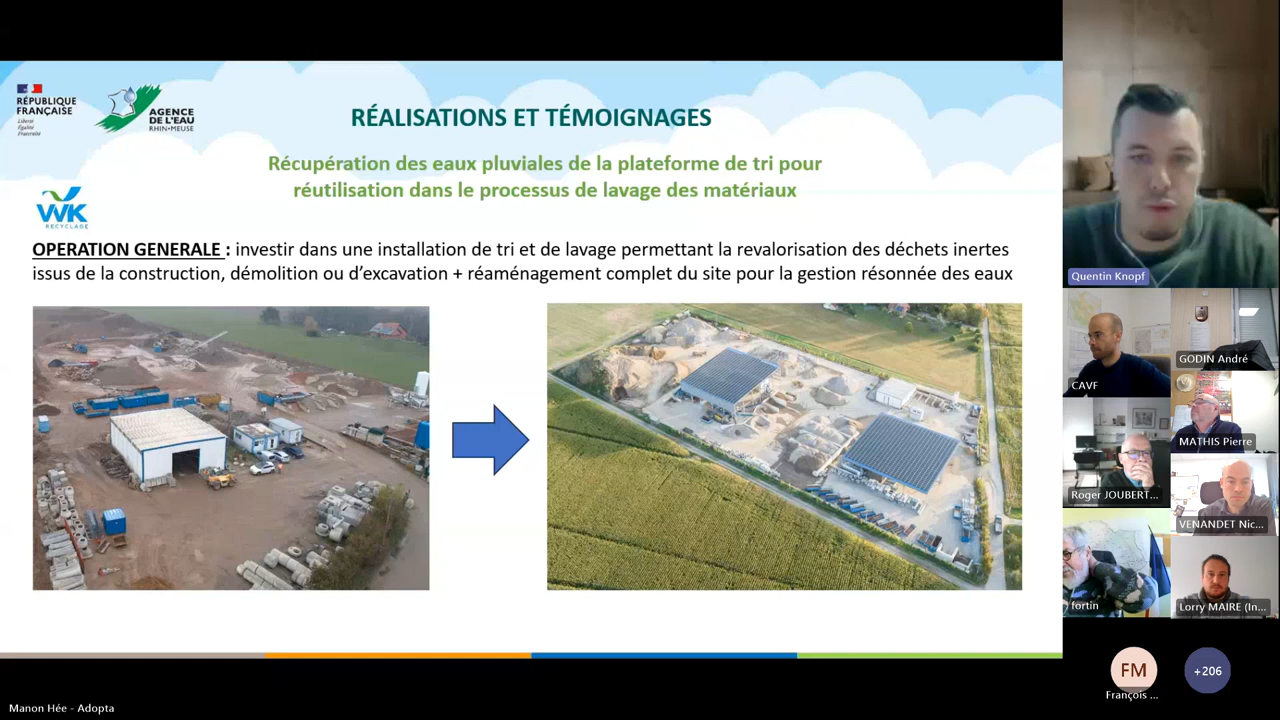 RÉPUBLIQUE
FRANÇAISE
Liberté
Égalité
Fraternité
AGENCE
DE L'EAU
RHIN•MEUSE
RÉALISATIONS ET TÉMOIGNAGES
Récupération des eaux pluviales de la plateforme de tri pour
réutilisation dans le processus de lavage des matériaux
WK
RECYCLAGE
OPERATION GENERALE : investir dans une installation de tri et de lavage permettant la revalorisation des déchets inertes
issus de la construction, démolition ou d'excavation + réaménagement complet du site pour la gestion résonnée des eaux
Quentin Knopf
CAVF
GODIN André
MATHIS Pierre
Roger JOUBERT...
VENANDET Nic...
fortin
Lorry MAIRE (In...
FM
François ...
+206
Manon Hée - Adopta